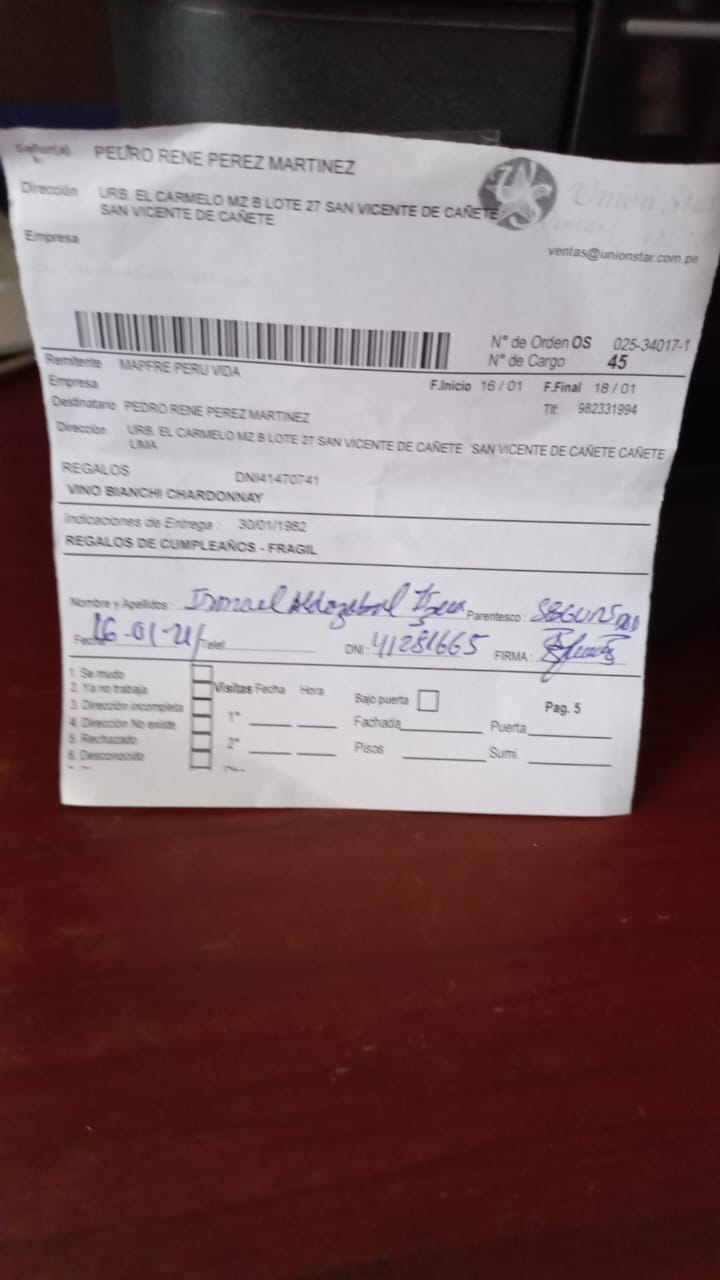 Señor(a) PEDRO RENE PEREZ MARTINEZ
Dirección URB. EL CARMELO MZ B LOTE 27 SAN VICENTE DE CAÑETE
SAN VICENTE DE CAÑETE
Union Star
Empresa
ventas@unionstar.com.pe
N° de Orden OS 025-34017-1
N° de Cargo 45
Remitente MAPFRE PERU VIDA
Empresa
F.Inicio 16 / 01 F.Final 18 / 01
Destinatario PEDRO RENE PEREZ MARTINEZ
Tlf: 982331994
Dirección URB. EL CARMELO MZ B LOTE 27 SAN VICENTE DE CAÑETE SAN VICENTE DE CAÑETE CAÑETE
LIMA
REGALOS DNI41470741
VINO BIANCHI CHARDONNAY
Indicaciones de Entrega : 30/01/1982
REGALOS DE CUMPLEAÑOS - FRAGIL
Nombre y Apellidos: Ismael Parentesco :
Fecha 16-01-21/ Telef.
DNI : 41281665 FIRMA :
1. Se mudo
2. Ya no trabaja
3. Dirección incompleta
4. Dirección No existe
5. Rechazado
6. Desconocido
Visitas Fecha Hora
1°
2°
Bajo puerta
Pag. 5
Fachada Puerta
Pisos Sumi.